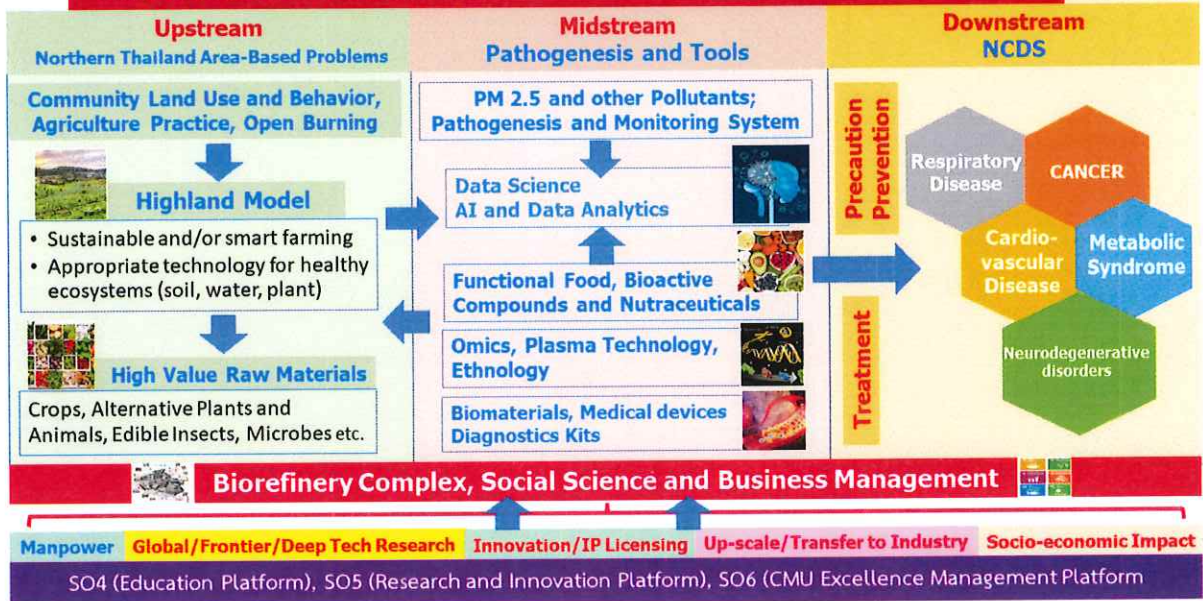 Upstream
Northern Thailand Area-Based Problems
Community Land Use and Behavior,
Agriculture Practice, Open Burning
Highland Model
• Sustainable and/or smart farming
• Appropriate technology for healthy
ecosystems (soil, water, plant)
High Value Raw Materials
Crops, Alternative Plants and
Animals, Edible Insects, Microbes etc.
Midstream
Pathogenesis and Tools
PM 2.5 and other Pollutants;
Pathogenesis and Monitoring System
Data Science
AI and Data Analytics
Functional Food, Bioactive
Compounds and Nutraceuticals
Omics, Plasma Technology,
Ethnology
Biomaterials, Medical devices
Diagnostics Kits
Downstream
NCDS
Precaution
Prevention
Treatment
Respiratory
Disease
CANCER
Cardio-
vascular
Disease
Metabolic
Syndrome
Neurodegenerative
disorders
Biorefinery Complex, Social Science and Business Management
Manpower
Global/Frontier/Deep Tech Research
Innovation/IP Licensing
Up-scale/Transfer to Industry
Socio-economic Impact
SO4 (Education Platform), SO5 (Research and Innovation Platform), SO6 (CMU Excellence Management Platform